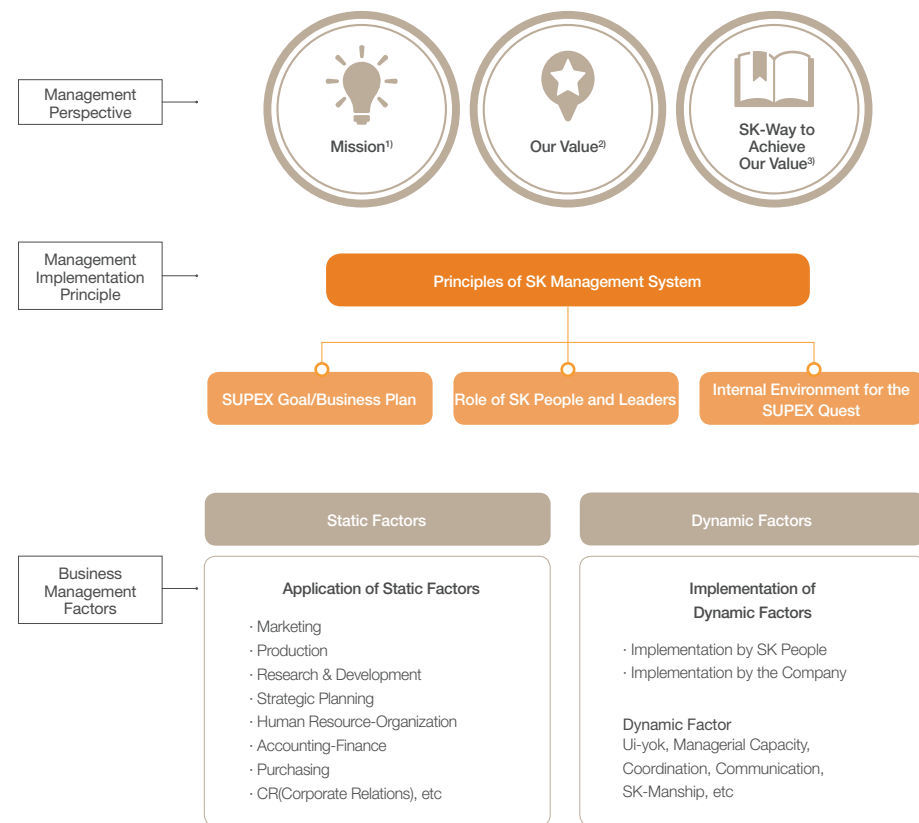 Management
Perspective
Mission1)
Our Value2)
SK-Way to
Achieve
Our Value3)
Management
Implementation
Principle
Principles of SK Management System
SUPEX Goal/Business Plan
Role of SK People and Leaders
Internal Environment for the
SUPEX Quest
Business
Management
Factors
Static Factors
Application of Static Factors
· Marketing
· Production
· Research & Development
· Strategic Planning
· Human Resource-Organization
· Accounting-Finance
· Purchasing
· CR(Corporate Relations), etc
Dynamic Factors
Implementation of
Dynamic Factors
· Implementation by SK People
· Implementation by the Company
Dynamic Factor
Ui-yok, Managerial Capacity,
Coordination, Communication,
SK-Manship, etc